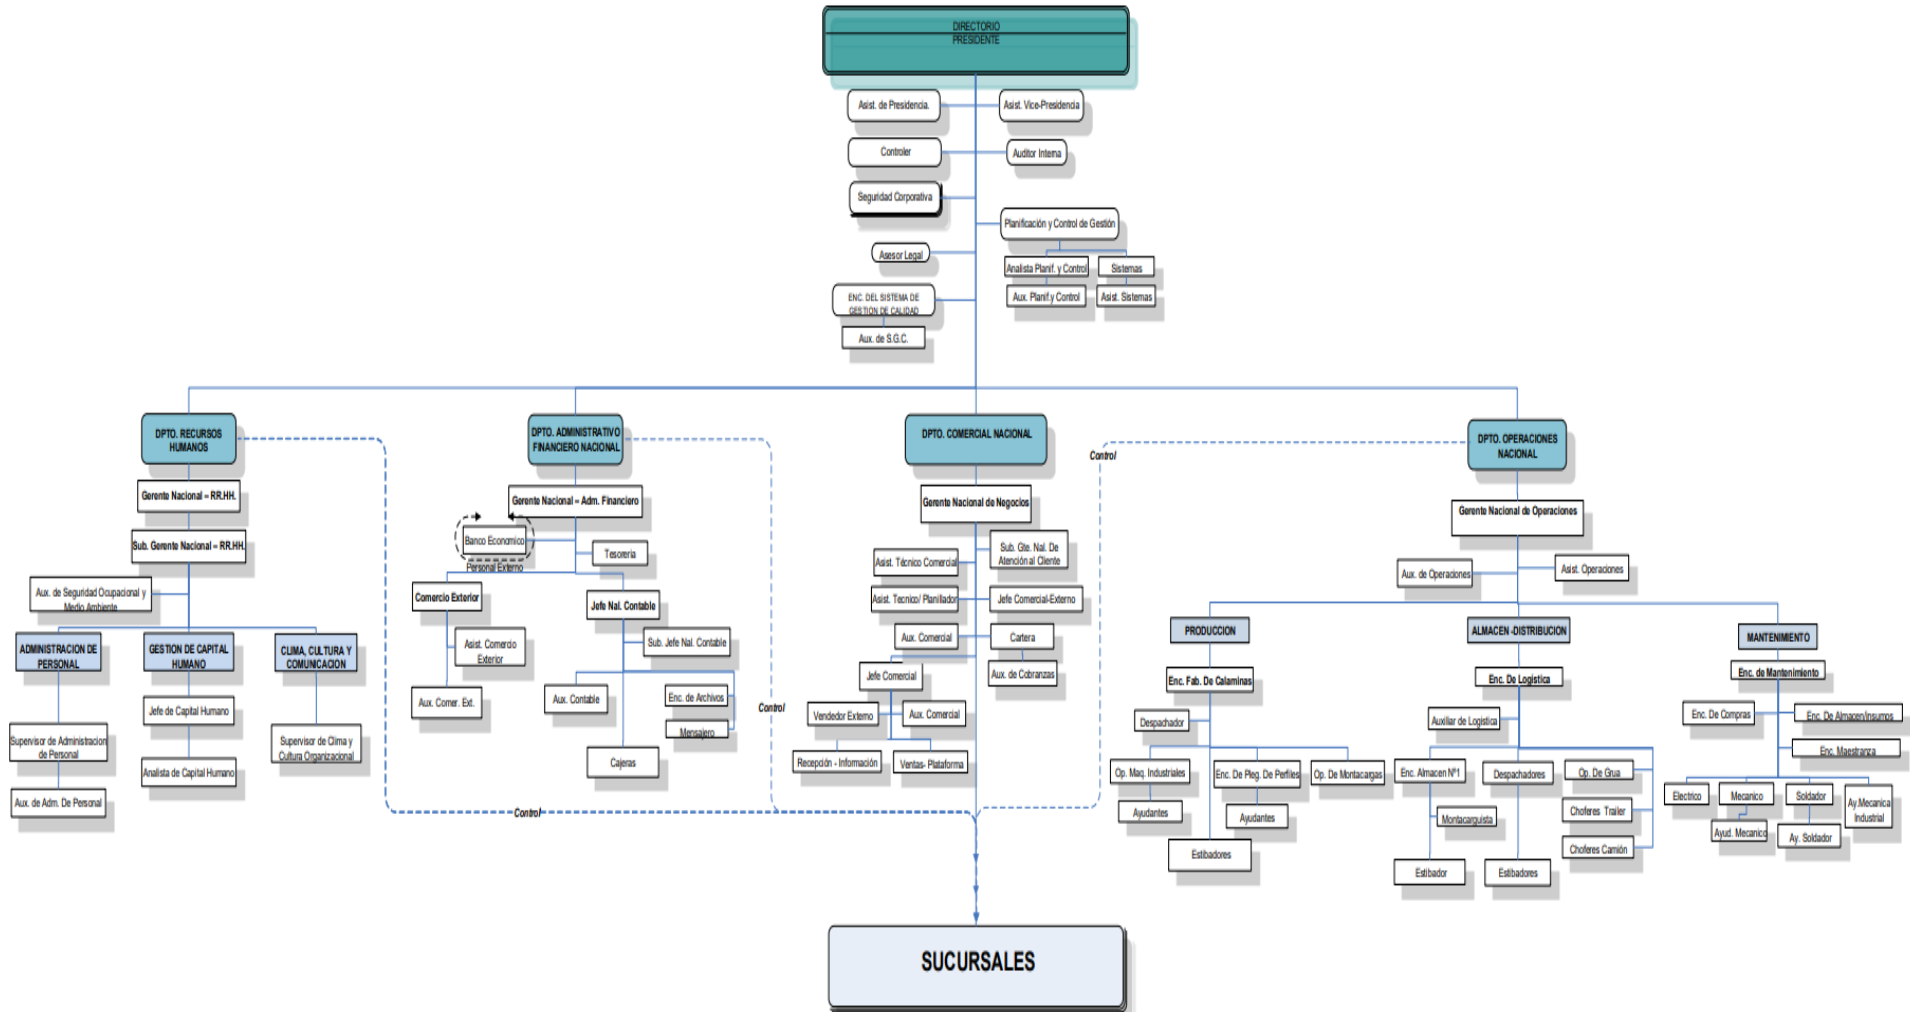 DIRECTORIO
PRESIDENTE
Asist. de Presidencia.
Asist. Vice-Presidencia
Controler
Auditor Interna
Seguridad Corporativa
Planificación y Control de Gestión
Asesor Legal
Analista Planif. y Control
Sistemas
ENC. DEL SISTEMA DE
GESTION DE CALIDAD
Aux. Planif.y Control
Asist. Sistemas
Aux. de S.G.C.
DPTO. RECURSOS
HUMANOS
Gerente Nacional – RR.HH.
Sub. Gerente Nacional – RR.HH.
Aux. de Seguridad Ocupacional y
Medio Ambiente
ADMINISTRACION DE
PERSONAL
GESTION DE CAPITAL
HUMANO
CLIMA, CULTURA Y
COMUNICACION
Supervisor de Administracion
de Personal
Aux. de Adm. De Personal
Jefe de Capital Humano
Analista de Capital Humano
Supervisor de Clima y
Cultura Organizacional
Control
DPTO. ADMINISTRATIVO
FINANCIERO NACIONAL
Gerente Nacional – Adm. Financiero
Banco Economico
Personal Externo
Tesoreria
Comercio Exterior
Asist. Comercio
Exterior
Aux. Comer. Ext.
Jefe Nal. Contable
Sub. Jefe Nal. Contable
Aux. Contable
Enc. de Archivos
Mensajero
Cajeras
Control
DPTO. COMERCIAL NACIONAL
Gerente Nacional de Negocios
Sub. Gte. Nal. De
Atención al Cliente
Asist. Técnico Comercial
Asist. Tecnico/ Planillador
Jefe Comercial-Externo
Aux. Comercial
Cartera
Aux. de Cobranzas
Jefe Comercial
Vendedor Externo
Aux. Comercial
Recepción - Información
Ventas- Plataforma
Control
DPTO. OPERACIONES
NACIONAL
Gerente Nacional de Operaciones
Aux. de Operaciones
Asist. Operaciones
PRODUCCION
Enc. Fab. De Calaminas
Despachador
Op. Maq. Industriales
Enc. De Pleg. De Perfiles
Op. De Montacargas
Ayudantes
Ayudantes
Estibadores
ALMACEN -DISTRIBUCION
Enc. De Logistica
Auxiliar de Logistica
Enc. Almacen Nº1
Despachadores
Op. De Grua
Montacarguista
Choferes Trailer
Choferes Camión
Estibador
Estibadores
MANTENIMIENTO
Enc. de Mantenimiento
Enc. De Compras
Enc. De Almacen/insumos
Enc. Maestranza
Electrico
Mecanico
Soldador
Ay.Mecanica
Industrial
Ayud. Mecanico
Ay. Soldador
SUCURSALES